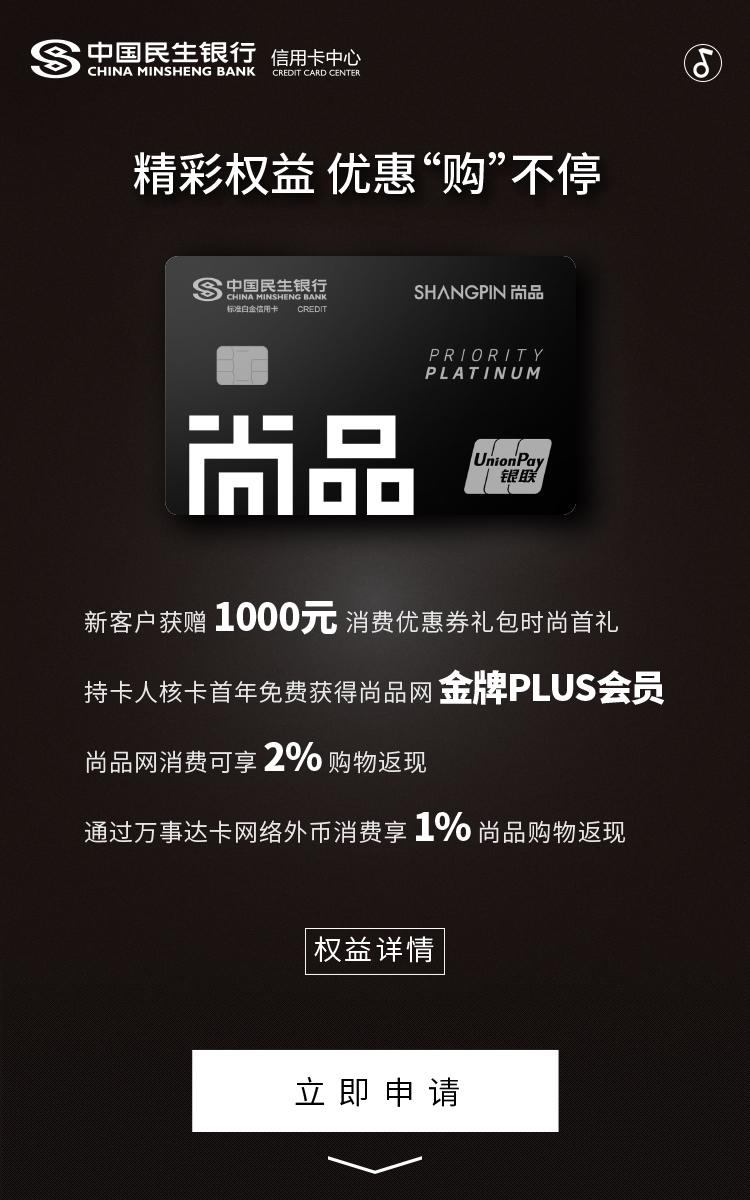 中国民生银行 信用卡中心
CHINA MINSHENG BANK CREDIT CARD CENTER
精彩权益 优惠“购”不停
中国民生银行 SHANGPIN 尚品
CHINA MINSHENG BANK
标准白金信用卡 CREDIT
PRIORITY
PLATINUM
尚品
UnionPay
银联
新客户获赠 1000元 消费优惠券礼包时尚首礼
持卡人核卡首年免费获得尚品网 金牌PLUS会员
尚品网消费可享 2% 购物返现
通过万事达卡网络外币消费享 1% 尚品购物返现
权益详情
立即申请